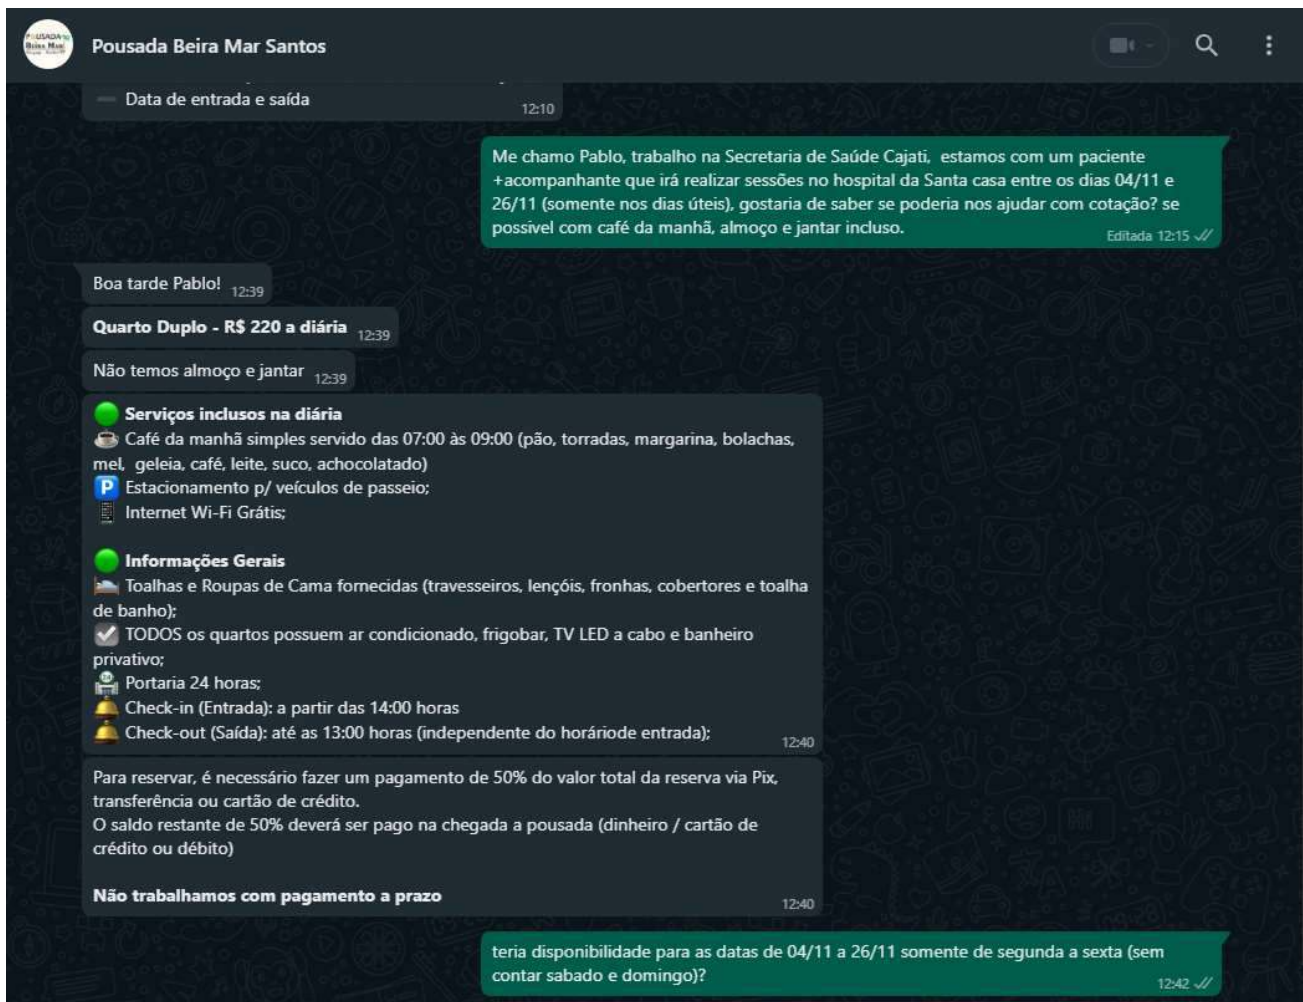 POUSADA
Beira Mar
Pousada Beira Mar Santos
Data de entrada e saída
12:10
Me chamo Pablo, trabalho na Secretaria de Saúde Cajati, estamos com um paciente
+acompanhante que irá realizar sessões no hospital da Santa casa entre os dias 04/11 e
26/11 (somente nos dias úteis), gostaria de saber se poderia nos ajudar com cotação? se
possivel com café da manhã, almoço e jantar incluso.
Editada 12:15
Boa tarde Pablo! 12:39
Quarto Duplo - R$ 220 a diária 12:39
Não temos almoço e jantar 12:39
Serviços inclusos na diária
Café da manhã simples servido das 07:00 às 09:00 (pão, torradas, margarina, bolachas,
mel, geleia, café, leite, suco, achocolatado)
P Estacionamento p/ veículos de passeio;
Internet Wi-Fi Grátis;
Informações Gerais
Toalhas e Roupas de Cama fornecidas (travesseiros, lençóis, fronhas, cobertores e toalha
de banho);
TODOS os quartos possuem ar condicionado, frigobar, TV LED a cabo e banheiro
privativo;
Portaria 24 horas;
Check-in (Entrada): a partir das 14:00 horas
Check-out (Saída): até as 13:00 horas (independente do horáriode entrada);
12:40
Para reservar, é necessário fazer um pagamento de 50% do valor total da reserva via Pix,
transferência ou cartão de crédito.
O saldo restante de 50% deverá ser pago na chegada a pousada (dinheiro / cartão de
crédito ou débito)
Não trabalhamos com pagamento a prazo
12:40
teria disponibilidade para as datas de 04/11 a 26/11 somente de segunda a sexta (sem
contar sabado e domingo)?
12:42